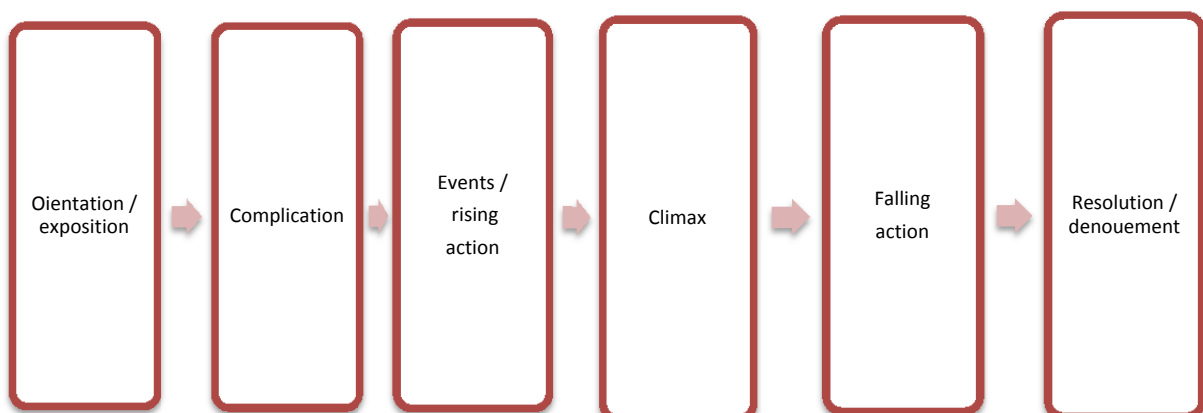 Oientation /
exposition
Complication
Events /
rising
action
Climax
Falling
action
Resolution /
denouement